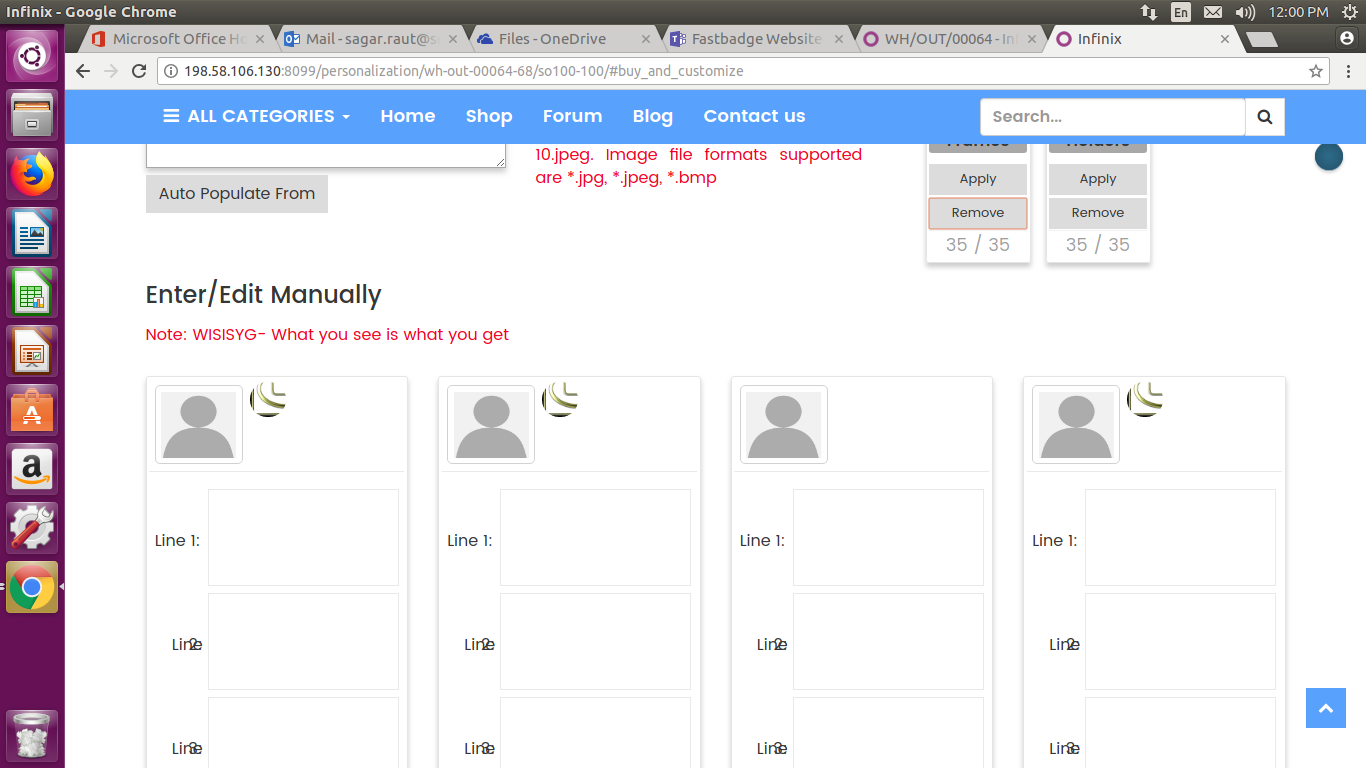 Infinix - Google Chrome
En
12:00 PM
Microsoft Office Ho
Mail - sagar.raut@s
Files - OneDrive
Fastbadge Website
WH/OUT/00064 - In
Infinix
198.58.106.130:8099/personalization/wh-out-00064-68/so100-100/#buy_and_customize
ALL CATEGORIES
Home
Shop
Forum
Blog
Contact us
Search...
10.jpeg. Image file formats supported
are *.jpg, *.jpeg, *.bmp
Auto Populate From
Frames
Holders
Apply
Apply
Remove
Remove
35 / 35
35 / 35
Enter/Edit Manually
Note: WISISYG- What you see is what you get
Line 1:
Line 1:
Line 1:
Line 1:
Line 2:
Line 2:
Line 2:
Line 2:
Line 3:
Line 3:
Line 3:
Line 3: